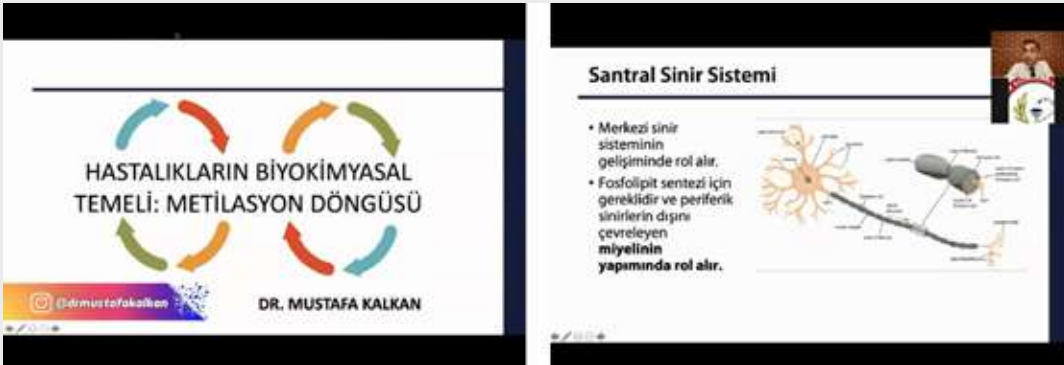 HASTALIKLARIN BİYOKİMYASAL
TEMELİ: METİLASYON DÖNGÜSÜ
@drmustafakalkan
DR. MUSTAFA KALKAN
Santral Sinir Sistemi
• Merkezi sinir
sisteminin
gelişiminde rol alır.
• Fosfolipit sentezi için
gereklidir ve periferik
sinirlerin dışını
çevreleyen
miyelinin
yapımında rol alır.